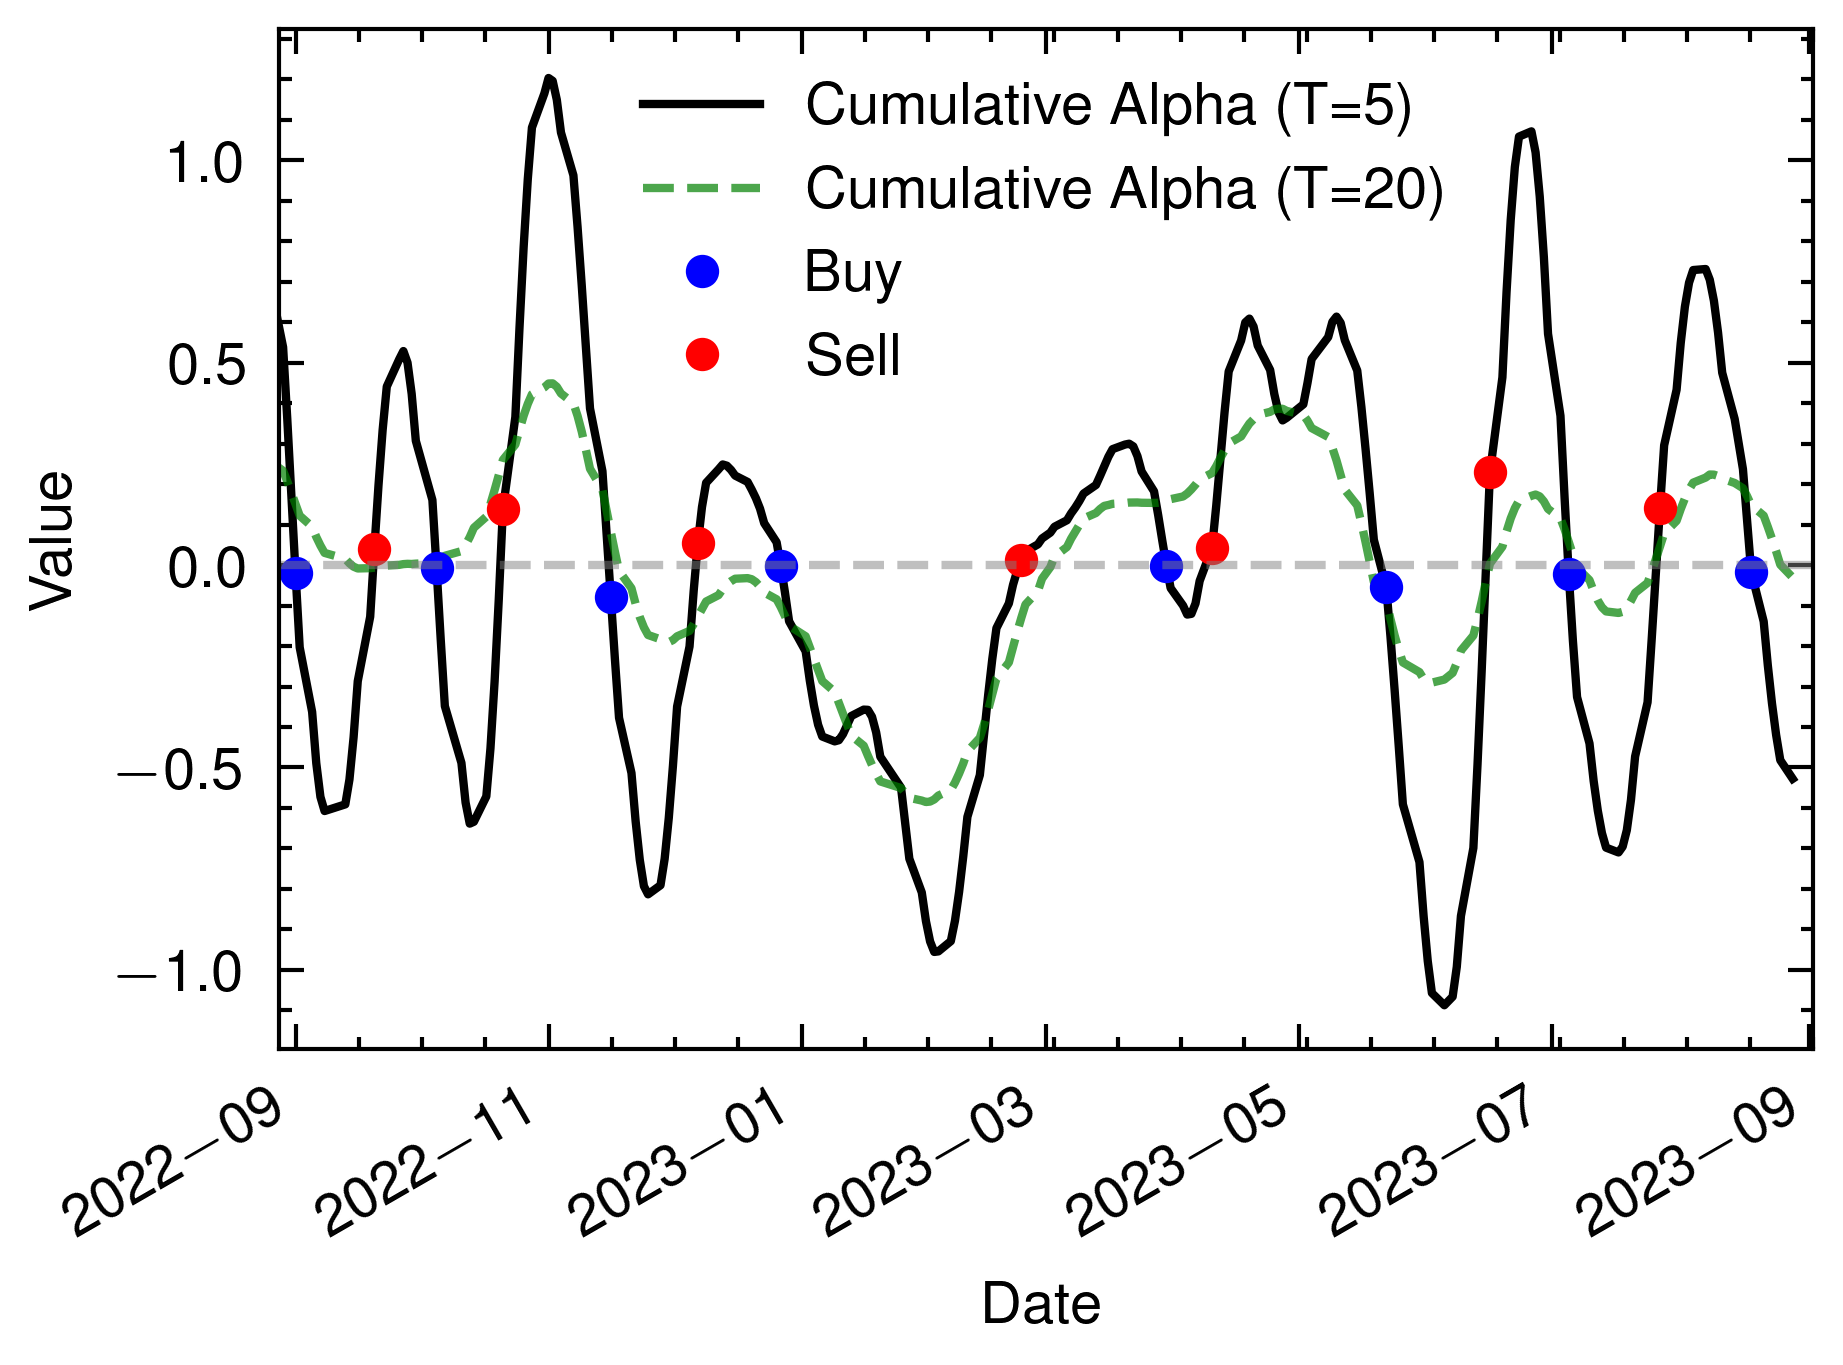 Cumulative Alpha (T=5)
Cumulative Alpha (T=20)
Buy
Sell
1.0
0.5
0.0
−0.5
−1.0
Value
2022−09
2022−11
2023−01
2023−03
2023−05
2023−07
2023−09
Date